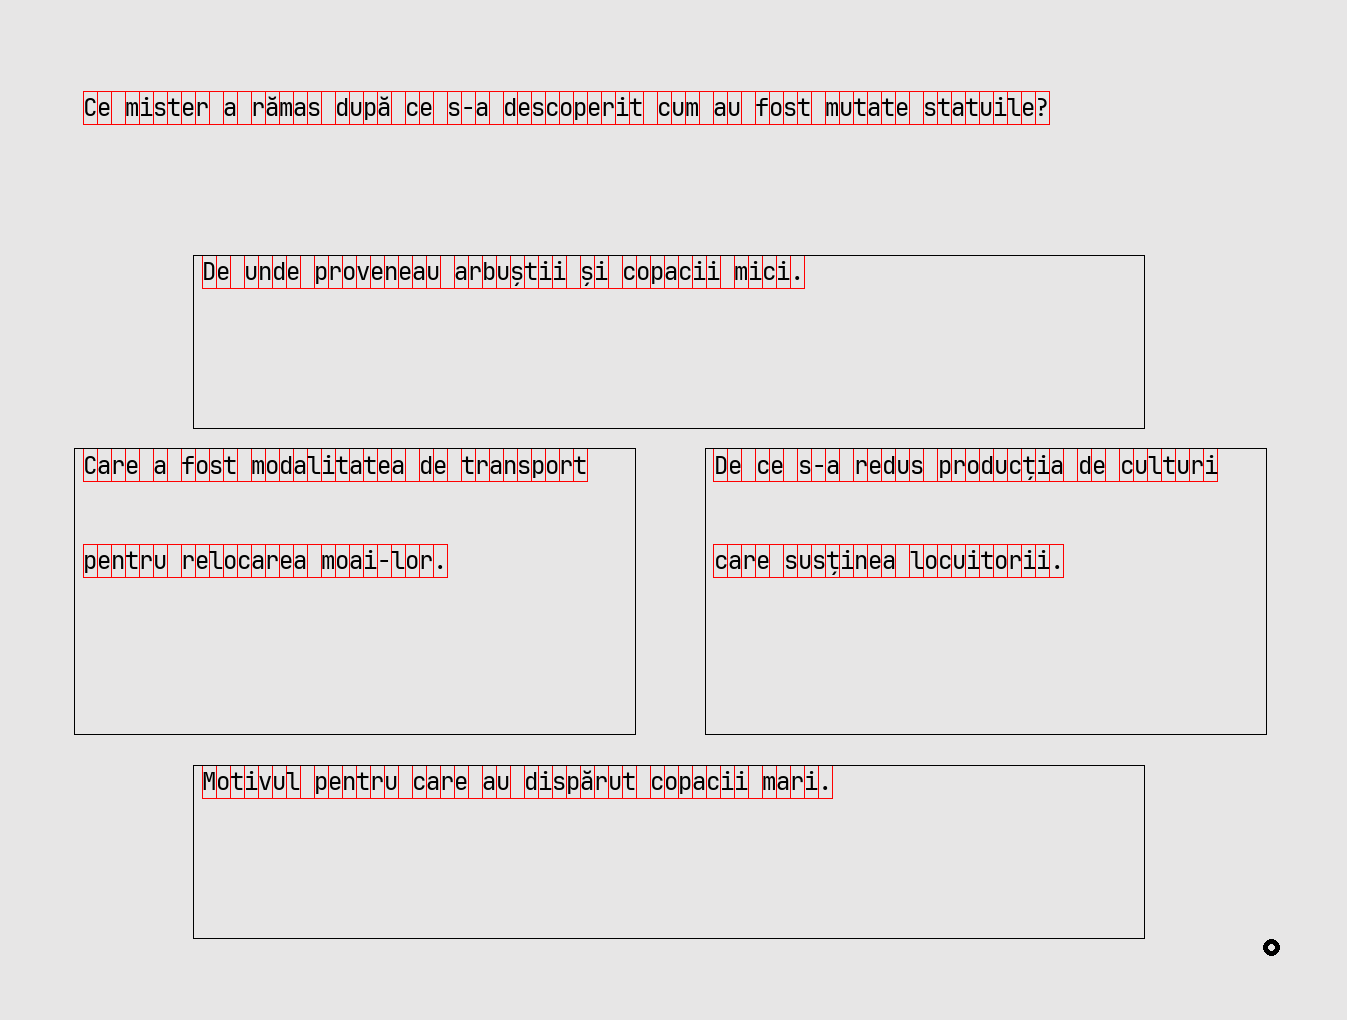 Ce mister a rămas după ce s-a descoperit cum au fost mutate statuile?
De unde proveneau arbuștii și copacii mici.
Care a fost modalitatea de transport
pentru relocarea moai-lor.
De ce s-a redus producția de culturi
care susținea locuitorii.
Motivul pentru care au dispărut copacii mari.